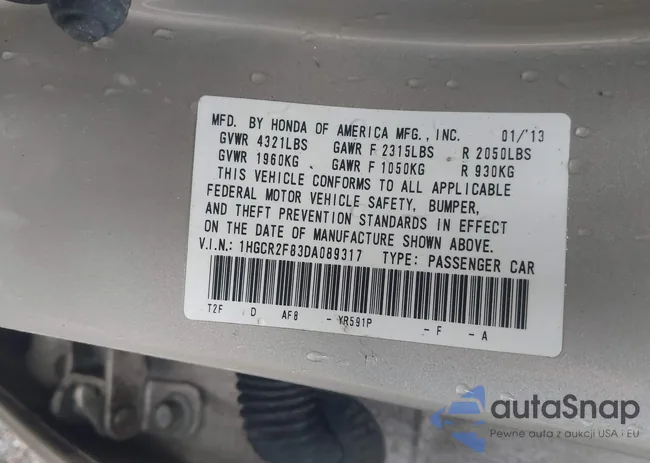 MFD. BY HONDA OF AMERICA MFG., INC. 01/'13
GVWR 4321LBS GAWR F 2315LBS R 2050LBS
GVWR 1960KG GAWR F 1050KG R 930KG
THIS VEHICLE CONFORMS TO ALL APPLICABLE
FEDERAL MOTOR VEHICLE SAFETY, BUMPER,
AND THEFT PREVENTION STANDARDS IN EFFECT
ON THE DATE OF MANUFACTURE SHOWN ABOVE.
V.I.N.: 1HGCR2F83DA089317 TYPE: PASSENGER CAR
T2F D AF8 - YR591P - F - A
autaSnap
Pewne auta z aukcji USA i EU